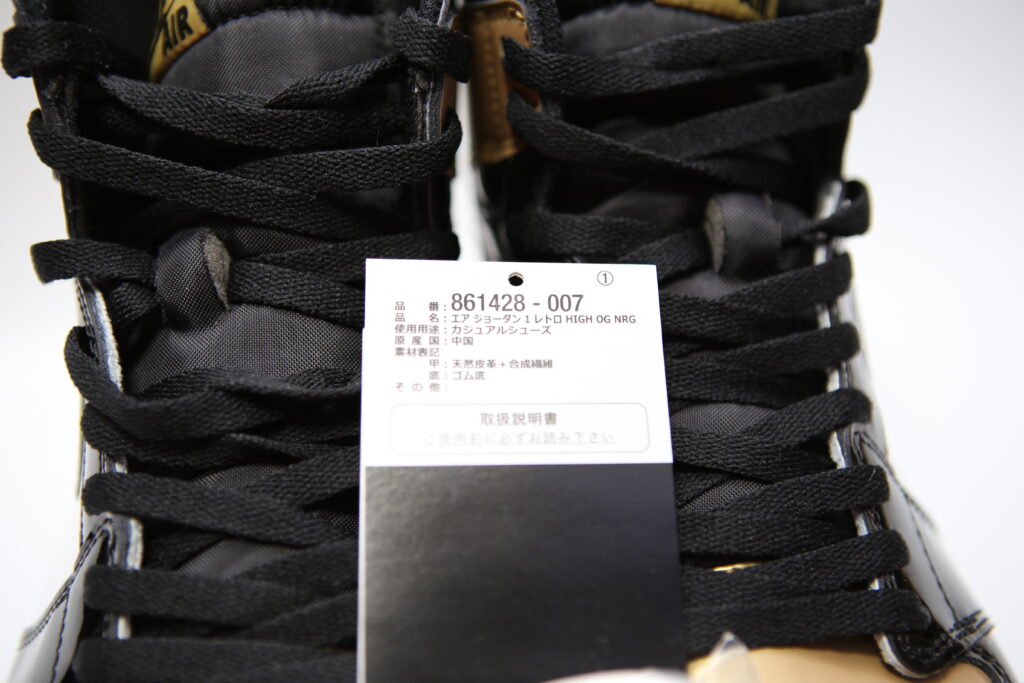 AIR
①
品 番：861428 - 007
品 名：エア ジョーダン 1 レトロ HIGH OG NRG
使用用途：カジュアルシューズ
原 産 国：中国
素材表記
甲：天然皮革＋合成繊維
底：ゴム底
そ の 他：
取扱説明書
ご使用前に必ずお読み下さい